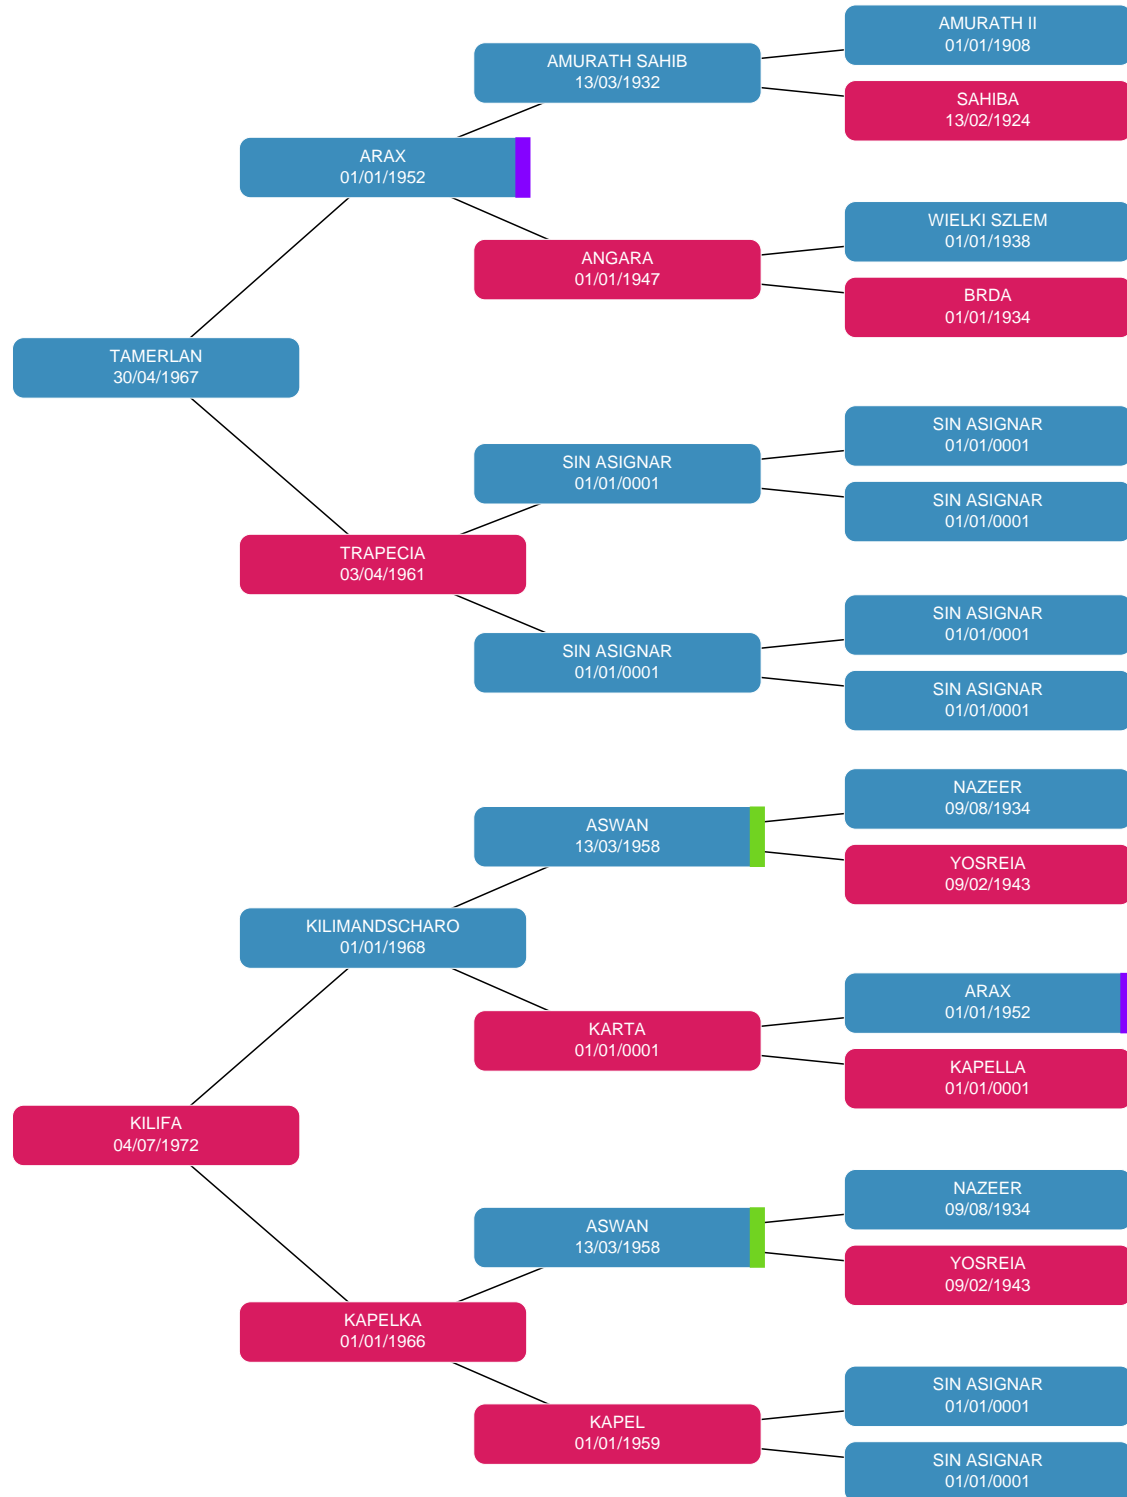 AMURATH II
01/01/1908
AMURATH SAHIB
13/03/1932
SAHIBA
13/02/1924
ARAX
01/01/1952
WIELKI SZLEM
01/01/1938
ANGARA
01/01/1947
BRDA
01/01/1934
TAMERLAN
30/04/1967
SIN ASIGNAR
01/01/0001
SIN ASIGNAR
01/01/0001
SIN ASIGNAR
01/01/0001
TRAPECIA
03/04/1961
SIN ASIGNAR
01/01/0001
SIN ASIGNAR
01/01/0001
SIN ASIGNAR
01/01/0001
NAZEER
09/08/1934
ASWAN
13/03/1958
YOSREIA
09/02/1943
KILIMANDSCHARO
01/01/1968
ARAX
01/01/1952
KARTA
01/01/0001
KAPELLA
01/01/0001
KILIFA
04/07/1972
NAZEER
09/08/1934
ASWAN
13/03/1958
YOSREIA
09/02/1943
KAPELKA
01/01/1966
SIN ASIGNAR
01/01/0001
KAPEL
01/01/1959
SIN ASIGNAR
01/01/0001